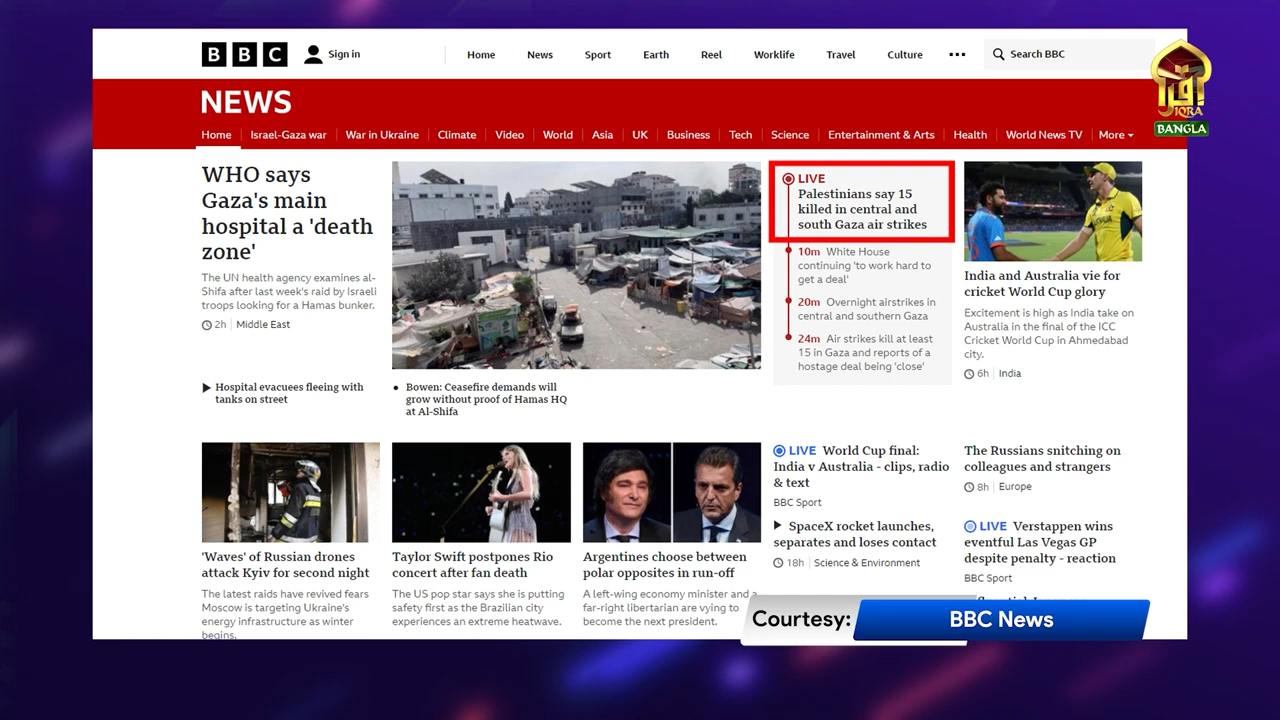 BBC
Sign in
Home
News
Sport
Earth
Reel
Worklife
Travel
Culture
Search BBC
IQRA
BANGLA
NEWS
Home
Israel-Gaza war
War in Ukraine
Climate
Video
World
Asia
UK
Business
Tech
Science
Entertainment & Arts
Health
World News TV
More
WHO says
Gaza's main
hospital a 'death
zone'
The UN health agency examines al-
Shifa after last week's raid by Israeli
troops looking for a Hamas bunker.
2h
Middle East
Hospital evacuees fleeing with
tanks on street
Bowen: Ceasefire demands will
grow without proof of Hamas HQ
at Al-Shifa
LIVE
Palestinians say 15
killed in central and
south Gaza air strikes
10m White House
continuing 'to work hard to
get a deal'
20m Overnight airstrikes in
central and southern Gaza
24m Air strikes kill at least
15 in Gaza and reports of a
hostage deal being 'close'
India and Australia vie for
cricket World Cup glory
Excitement is high as India take on
Australia in the final of the ICC
Cricket World Cup in Ahmedabad
city.
6h
India
'Waves' of Russian drones
attack Kyiv for second night
The latest raids have revived fears
Moscow is targeting Ukraine's
energy infrastructure as winter
begins.
Taylor Swift postpones Rio
concert after fan death
The US pop star says she is putting
safety first as the Brazilian city
experiences an extreme heatwave.
Argentines choose between
polar opposites in run-off
A left-wing economy minister and a
far-right libertarian are vying to
become the next president.
LIVE World Cup final:
India v Australia - clips, radio
& text
BBC Sport
SpaceX rocket launches,
separates and loses contact
18h
Science & Environment
The Russians snitching on
colleagues and strangers
8h
Europe
LIVE Verstappen wins
eventful Las Vegas GP
despite penalty - reaction
BBC Sport
Courtesy:
BBC News